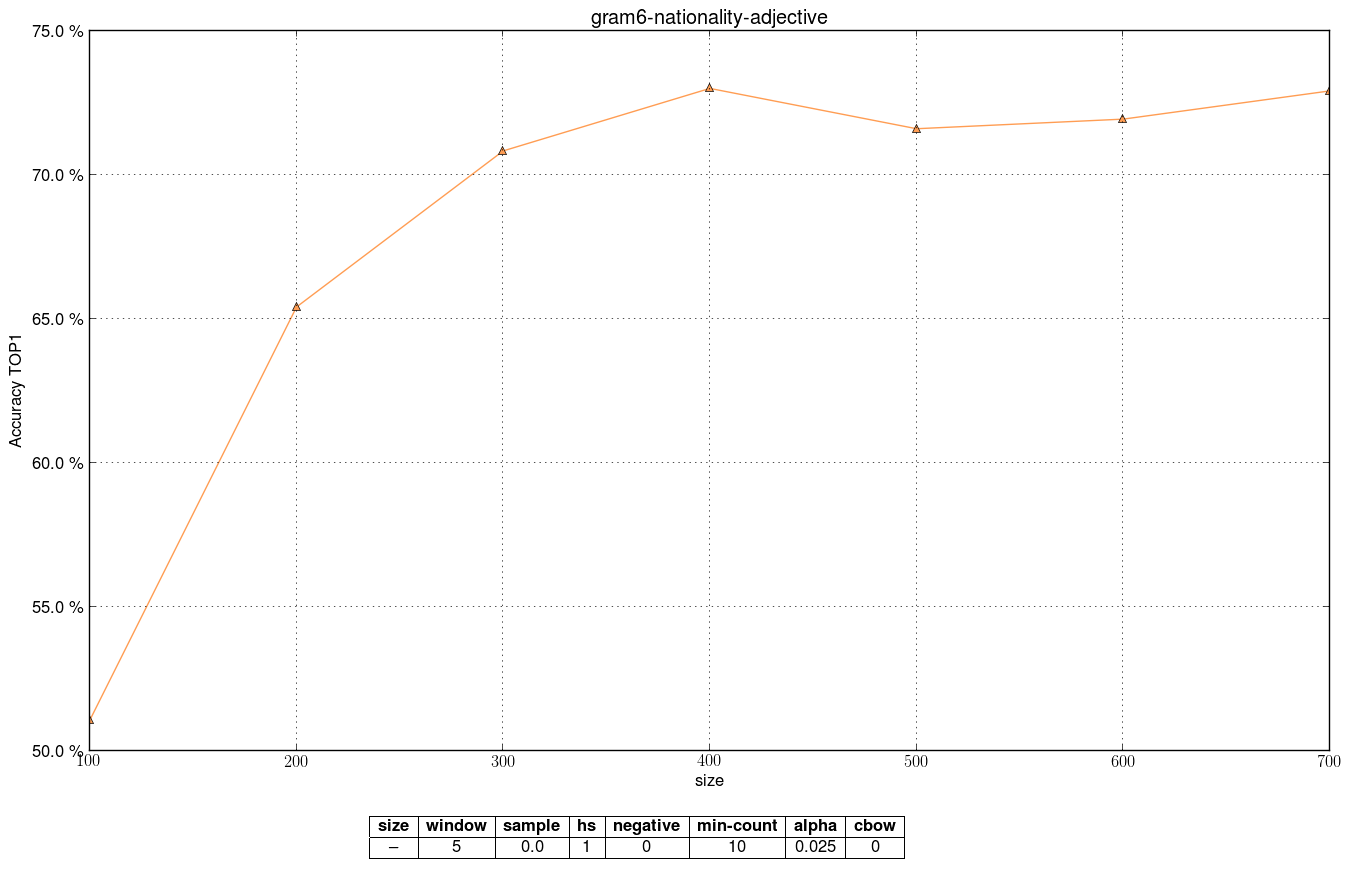 gram6-nationality-adjective
75.0 %
70.0 %
65.0 %
60.0 %
55.0 %
50.0 %
Accuracy TOP1
100 200 300 400 500 600 700
size
size window sample hs negative min-count alpha cbow
– 5 0.0 1 0 10 0.025 0